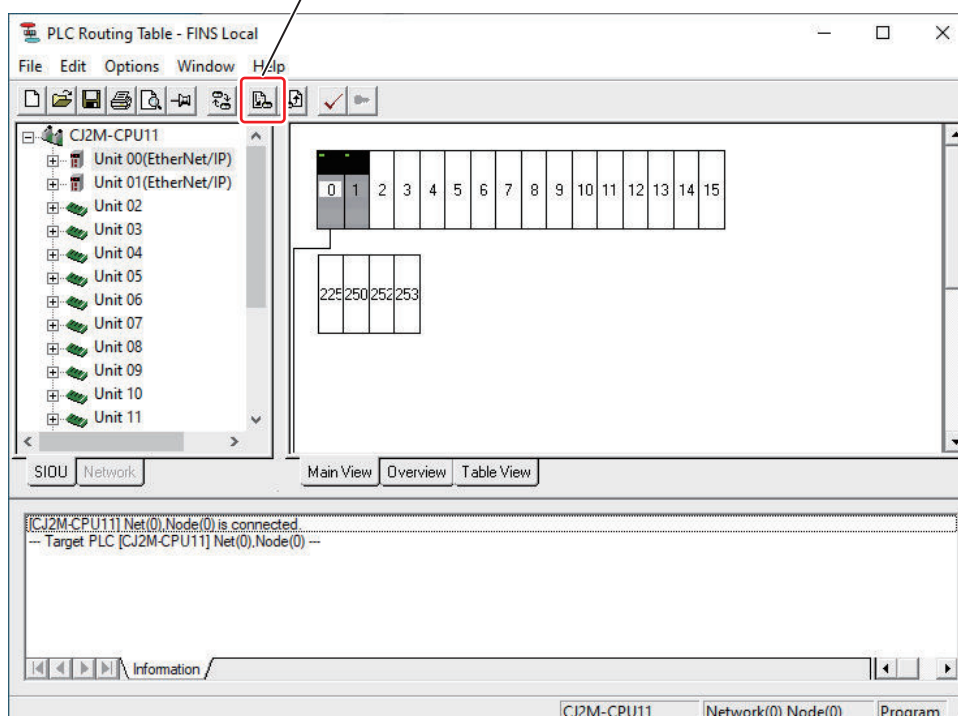 PLC Routing Table - FINS Local
File Edit Options Window Help
CJ2M-CPU11
Unit 00(EtherNet/IP)
Unit 01(EtherNet/IP)
Unit 02
Unit 03
Unit 04
Unit 05
Unit 06
Unit 07
Unit 08
Unit 09
Unit 10
Unit 11
0 1 2 3 4 5 6 7 8 9 10 11 12 13 14 15
225 250 252 253
SIOU Network
Main View Overview Table View
[CJ2M-CPU11] Net(0),Node(0) is connected.
--- Target PLC [CJ2M-CPU11] Net(0),Node(0) ---
Information
CJ2M-CPU11 Network(0) Node(0) Program